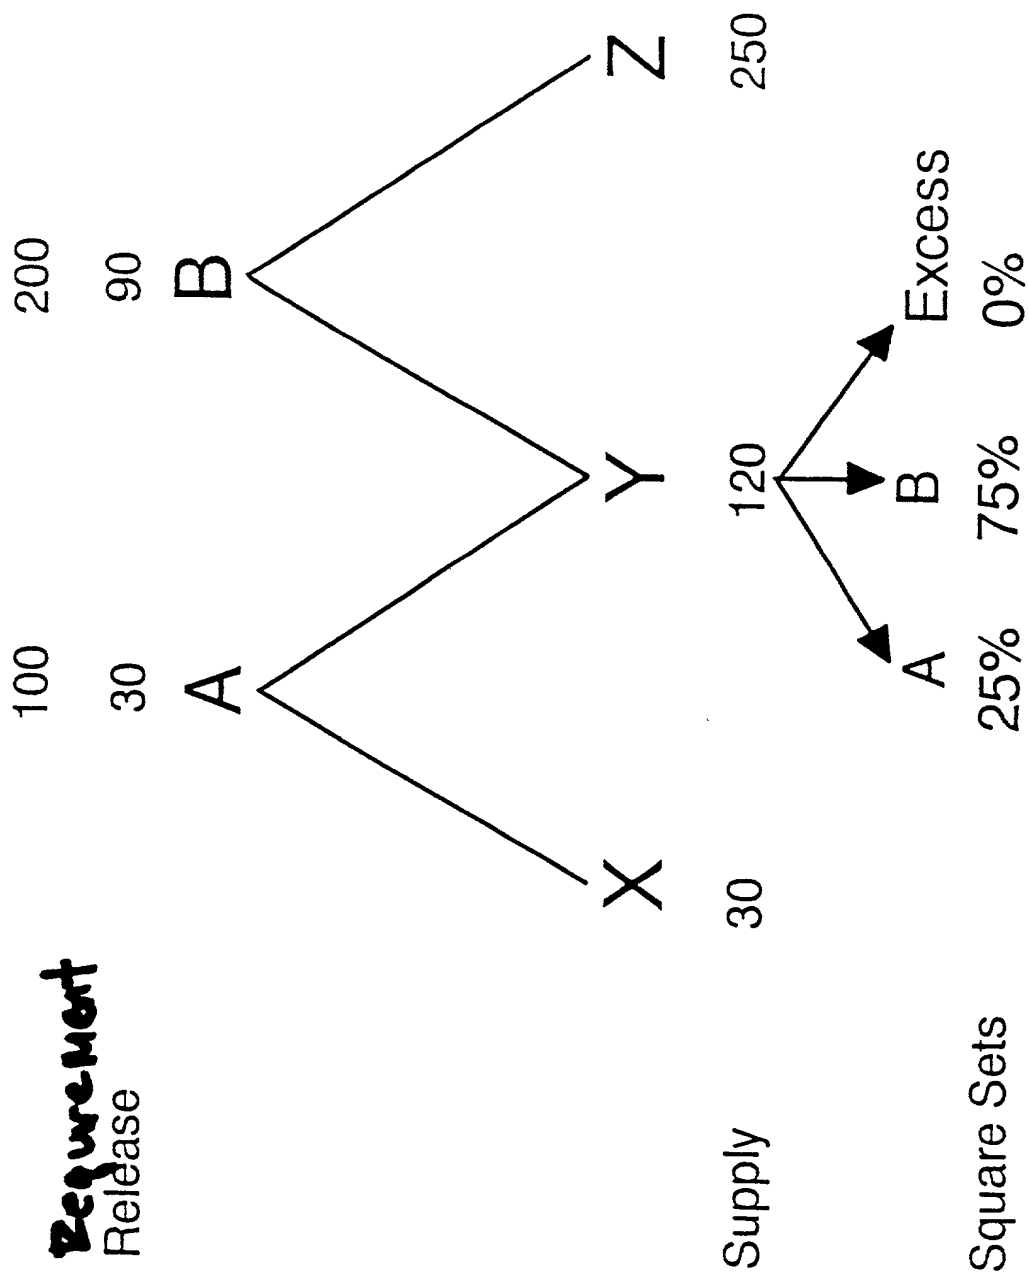 100 200
Requirement
Release 30 90
A B
X Y Z
Supply 30 120 250
A B Excess
Square Sets 25% 75% 0%